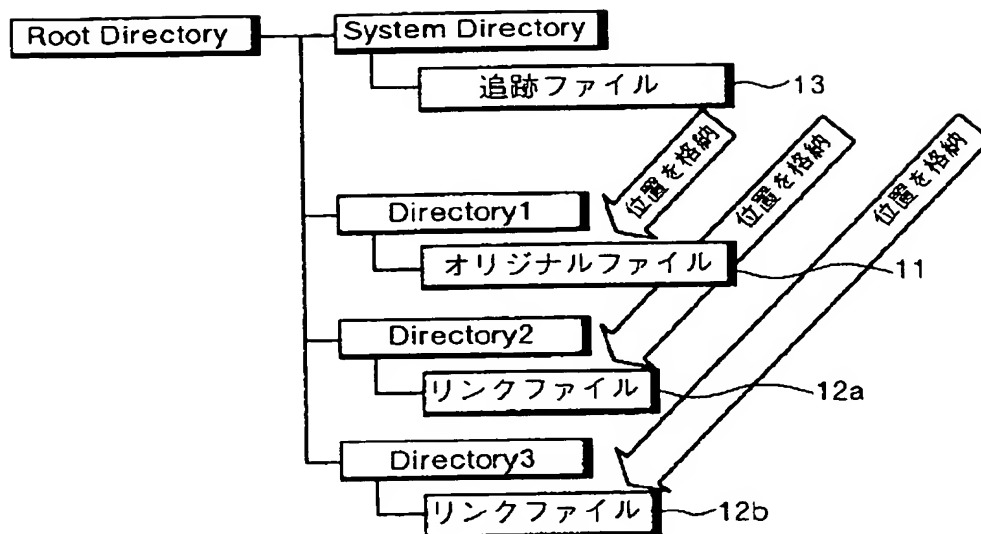 Root Directory
System Directory
追跡ファイル
13
位置を格納
位置を格納
位置を格納
Directory1
オリジナルファイル
11
Directory2
リンクファイル
12a
Directory3
リンクファイル
12b